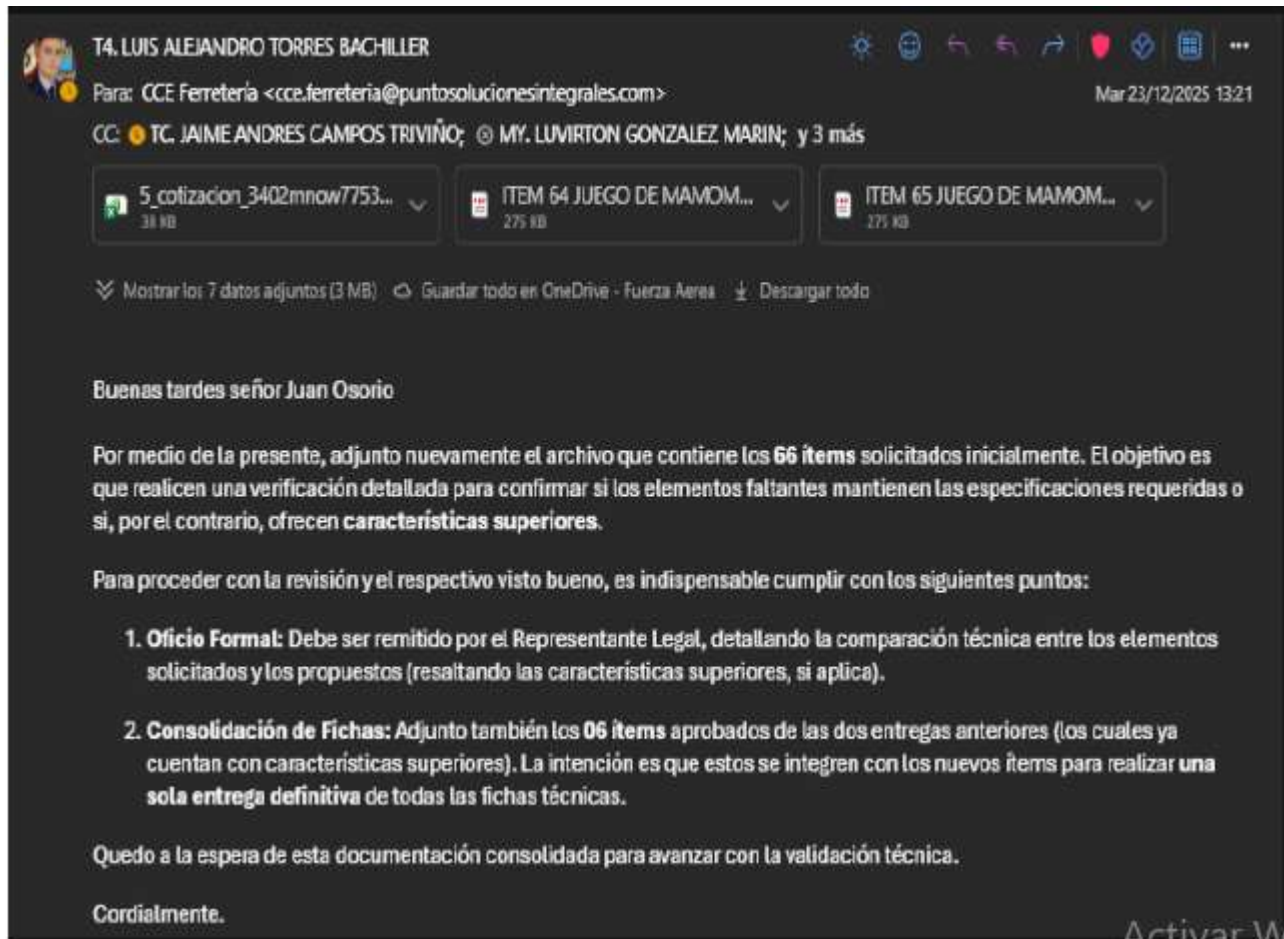 T4. LUIS ALEJANDRO TORRES BACHILLER
Para: CCE Ferretería <cce.ferreteria@puntosolucionesintegrales.com>
Mar 23/12/2025 13:21
CC: TC. JAIME ANDRES CAMPOS TRIVIÑO; MY. LUVIRTON GONZALEZ MARIN; y 3 más
5_cotizacion_3402mnow7753...
38 KB
ITEM 64 JUEGO DE MAMOM...
275 KB
ITEM 65 JUEGO DE MAMOM...
275 KB
Mostrar los 7 datos adjuntos (3 MB) Guardar todo en OneDrive - Fuerza Aerea Descargar todo
Buenas tardes señor Juan Osorio
Por medio de la presente, adjunto nuevamente el archivo que contiene los 66 ítems solicitados inicialmente. El objetivo es
que realicen una verificación detallada para confirmar si los elementos faltantes mantienen las especificaciones requeridas o
si, por el contrario, ofrecen características superiores.
Para proceder con la revisión y el respectivo visto bueno, es indispensable cumplir con los siguientes puntos:
1. Oficio Formal: Debe ser remitido por el Representante Legal, detallando la comparación técnica entre los elementos
solicitados y los propuestos (resaltando las características superiores, si aplica).
2. Consolidación de Fichas: Adjunto también los 06 ítems aprobados de las dos entregas anteriores (los cuales ya
cuentan con características superiores). La intención es que estos se integren con los nuevos ítems para realizar una
sola entrega definitiva de todas las fichas técnicas.
Quedo a la espera de esta documentación consolidada para avanzar con la validación técnica.
Cordialmente.
Activar W